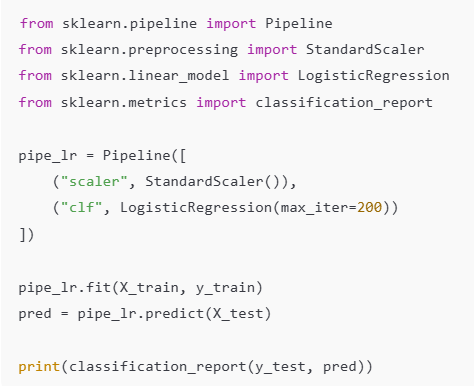 from sklearn.pipeline import Pipeline
from sklearn.preprocessing import StandardScaler
from sklearn.linear_model import LogisticRegression
from sklearn.metrics import classification_report

pipe_lr = Pipeline([
    ("scaler", StandardScaler()),
    ("clf", LogisticRegression(max_iter=200))
])

pipe_lr.fit(X_train, y_train)
pred = pipe_lr.predict(X_test)

print(classification_report(y_test, pred))